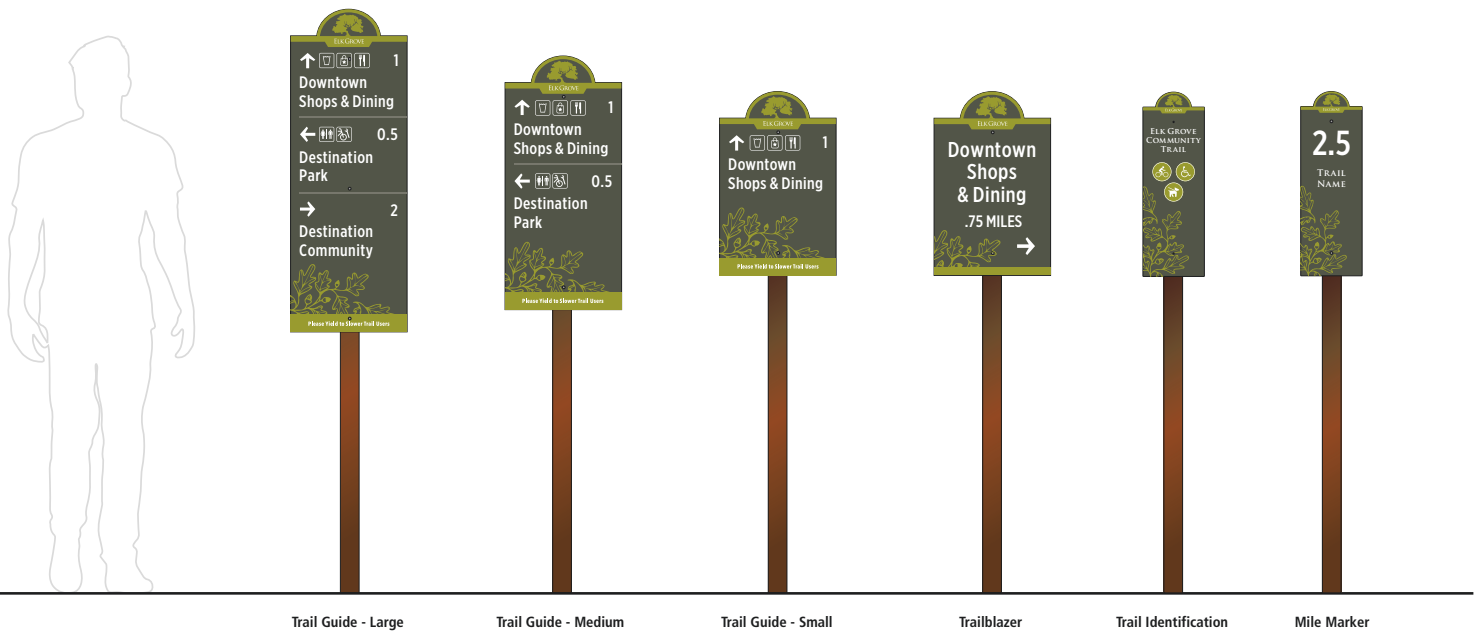 ELK GROVE
1
Downtown
Shops & Dining
0.5
Destination
Park
2
Destination
Community
Please Yield to Slower Trail Users
Trail Guide - Large
ELK GROVE
1
Downtown
Shops & Dining
0.5
Destination
Park
Please Yield to Slower Trail Users
Trail Guide - Medium
ELK GROVE
1
Downtown
Shops & Dining
Please Yield to Slower Trail Users
Trail Guide - Small
ELK GROVE
Downtown
Shops
& Dining
.75 MILES
Trailblazer
ELK GROVE
ELK GROVE
COMMUNITY
TRAIL
Trail Identification
ELK GROVE
2.5
TRAIL
NAME
Mile Marker